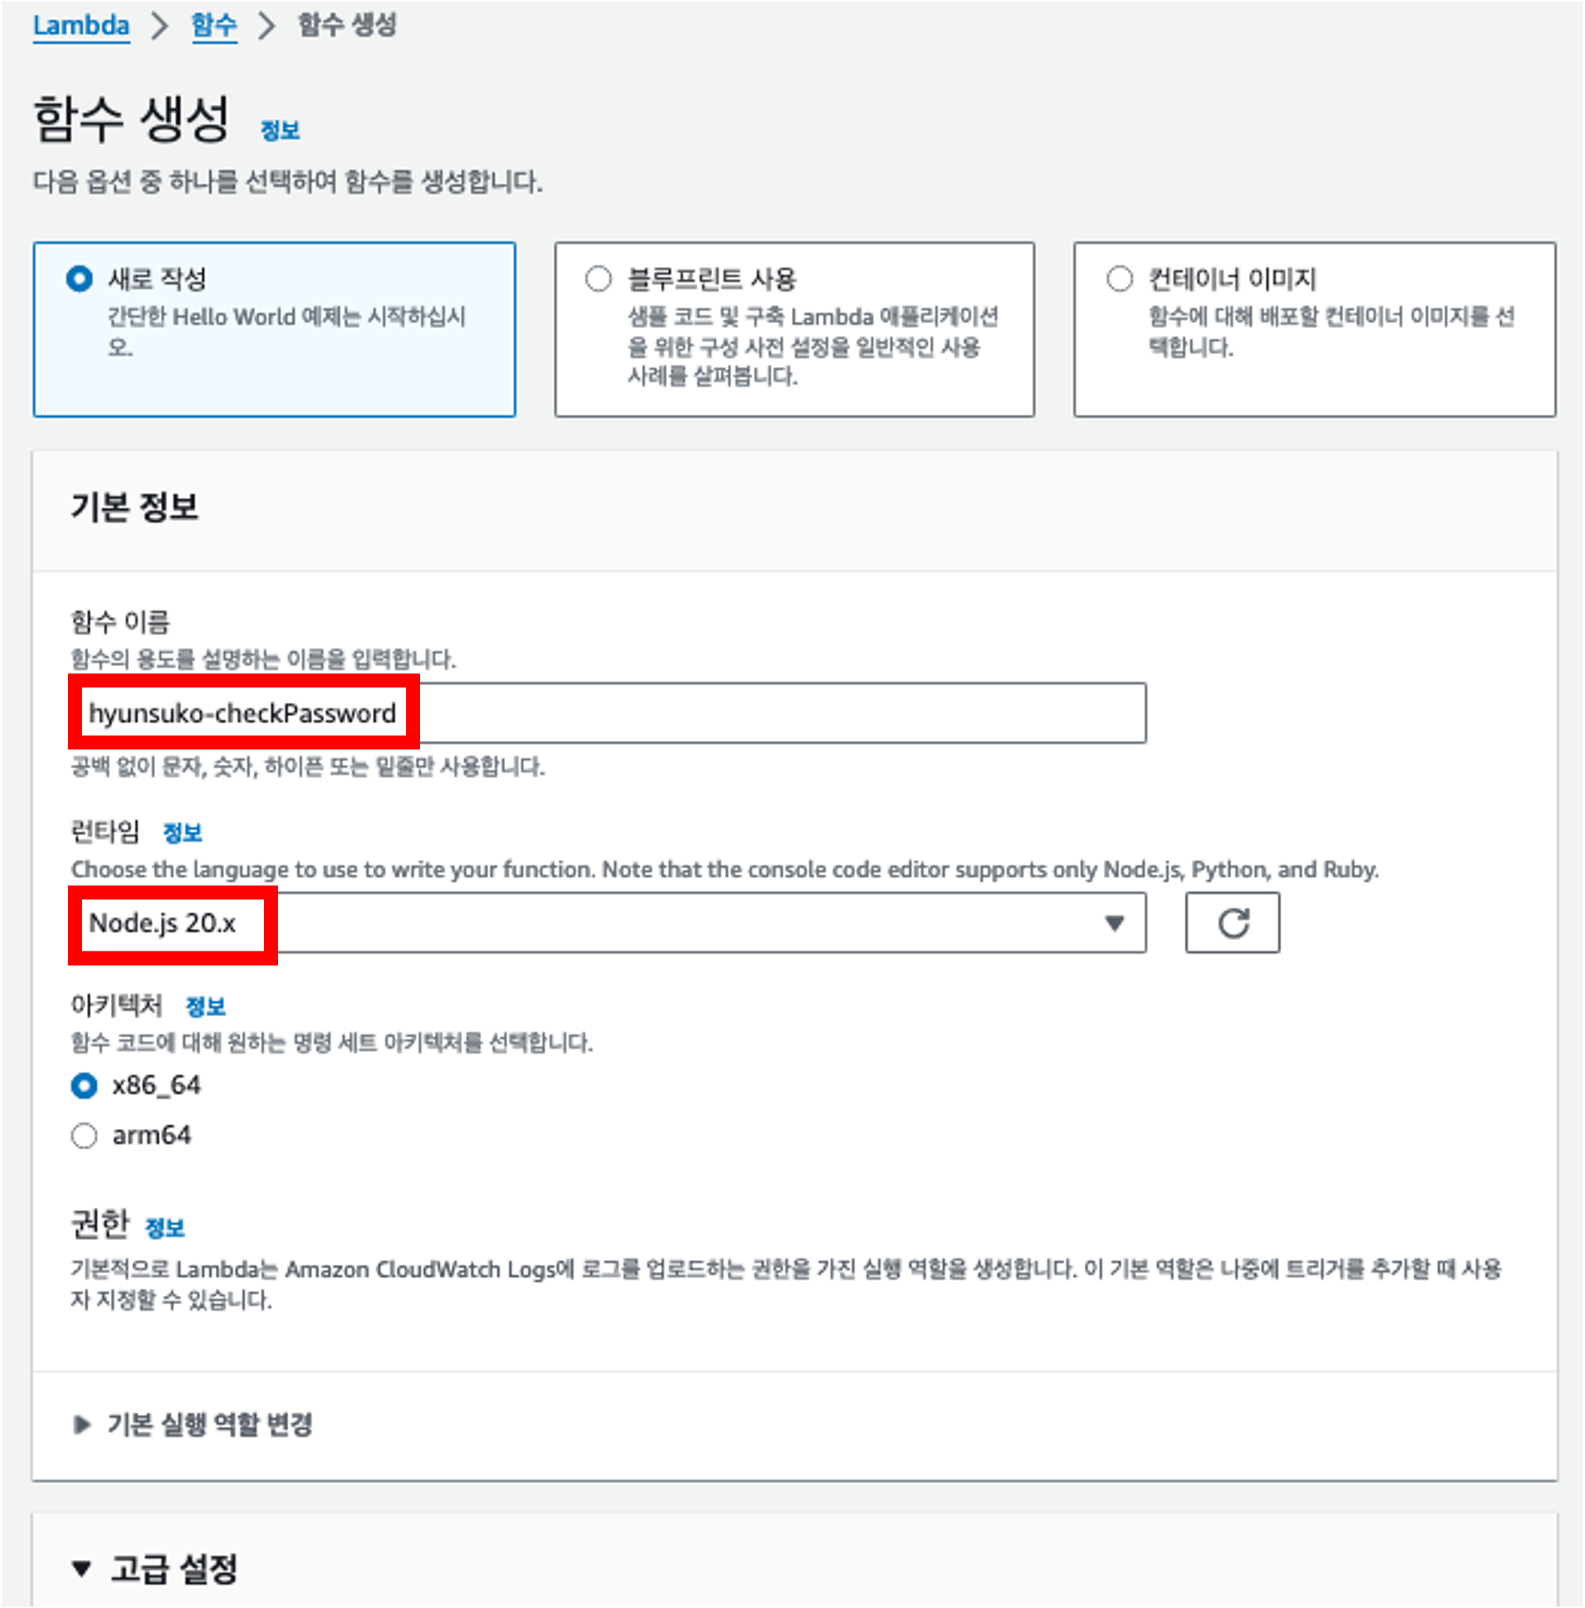 Lambda > 함수 > 함수 생성
함수 생성 정보
다음 옵션 중 하나를 선택하여 함수를 생성합니다.
새로 작성
간단한 Hello World 예제는 시작하십시
오.
블루프린트 사용
샘플 코드 및 구축 Lambda 애플리케이션
을 위한 구성 사전 설정을 일반적인 사용
사례를 살펴봅니다.
컨테이너 이미지
함수에 대해 배포할 컨테이너 이미지를 선
택합니다.
기본 정보
함수 이름
함수의 용도를 설명하는 이름을 입력합니다.
hyunsuko-checkPassword
공백 없이 문자, 숫자, 하이픈 또는 밑줄만 사용합니다.
런타임 정보
Choose the language to use to write your function. Note that the console code editor supports only Node.js, Python, and Ruby.
Node.js 20.x
아키텍처 정보
함수 코드에 대해 원하는 명령 세트 아키텍처를 선택합니다.
x86_64
arm64
권한 정보
기본적으로 Lambda는 Amazon CloudWatch Logs에 로그를 업로드하는 권한을 가진 실행 역할을 생성합니다. 이 기본 역할은 나중에 트리거를 추가할 때 사용
자 지정할 수 있습니다.
기본 실행 역할 변경
고급 설정